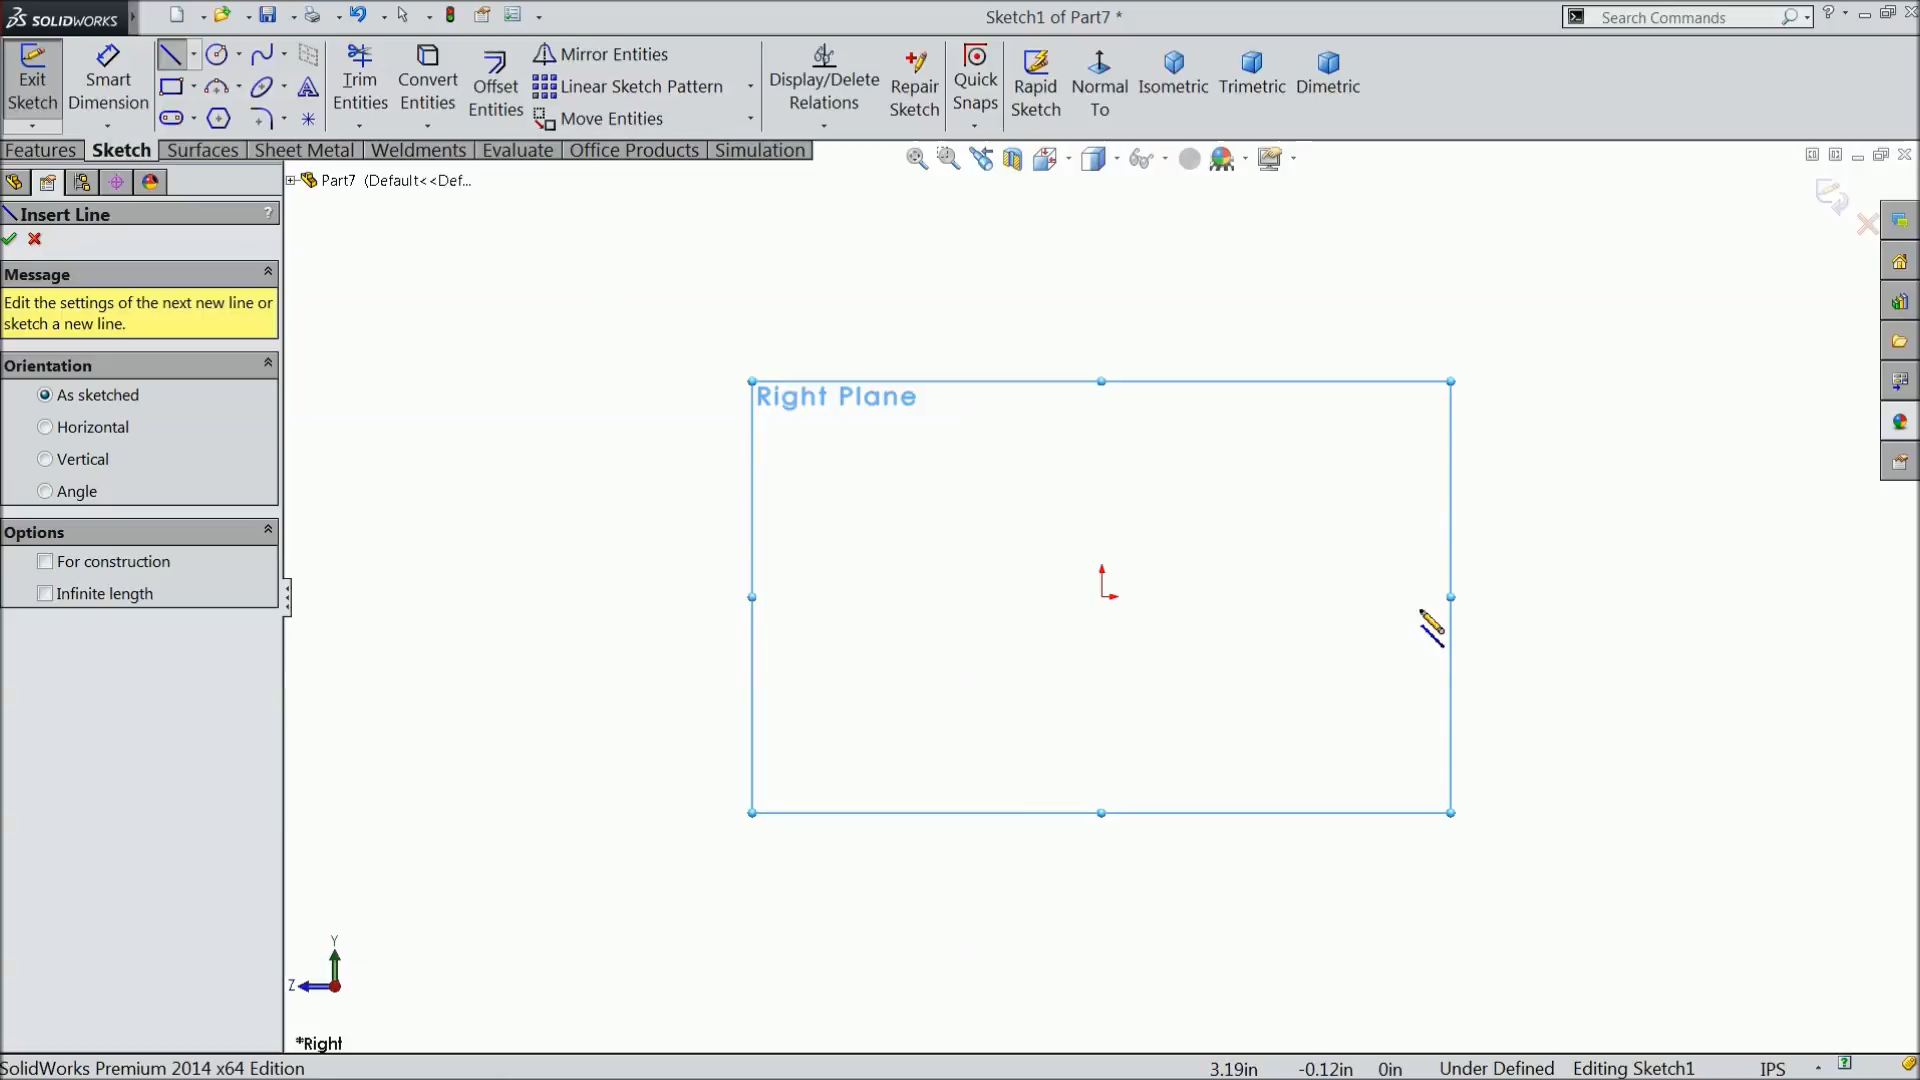 SOLIDWORKS
Sketch1 of Part7 *
Search Commands
Exit Sketch
Smart Dimension
Trim Entities
Convert Entities
Offset Entities
Mirror Entities
Linear Sketch Pattern
Move Entities
Display/Delete Relations
Repair Sketch
Quick Snaps
Rapid Sketch
Normal To
Isometric
Trimetric
Dimetric
Features Sketch Surfaces Sheet Metal Weldments Evaluate Office Products Simulation
Part7 (Default<<Def...
Insert Line
?
Message
Edit the settings of the next new line or
sketch a new line.
Orientation
As sketched
Horizontal
Vertical
Angle
Options
For construction
Infinite length
Right Plane
Y
Z
*Right
SolidWorks Premium 2014 x64 Edition
3.19in -0.12in 0in Under Defined Editing Sketch1 IPS